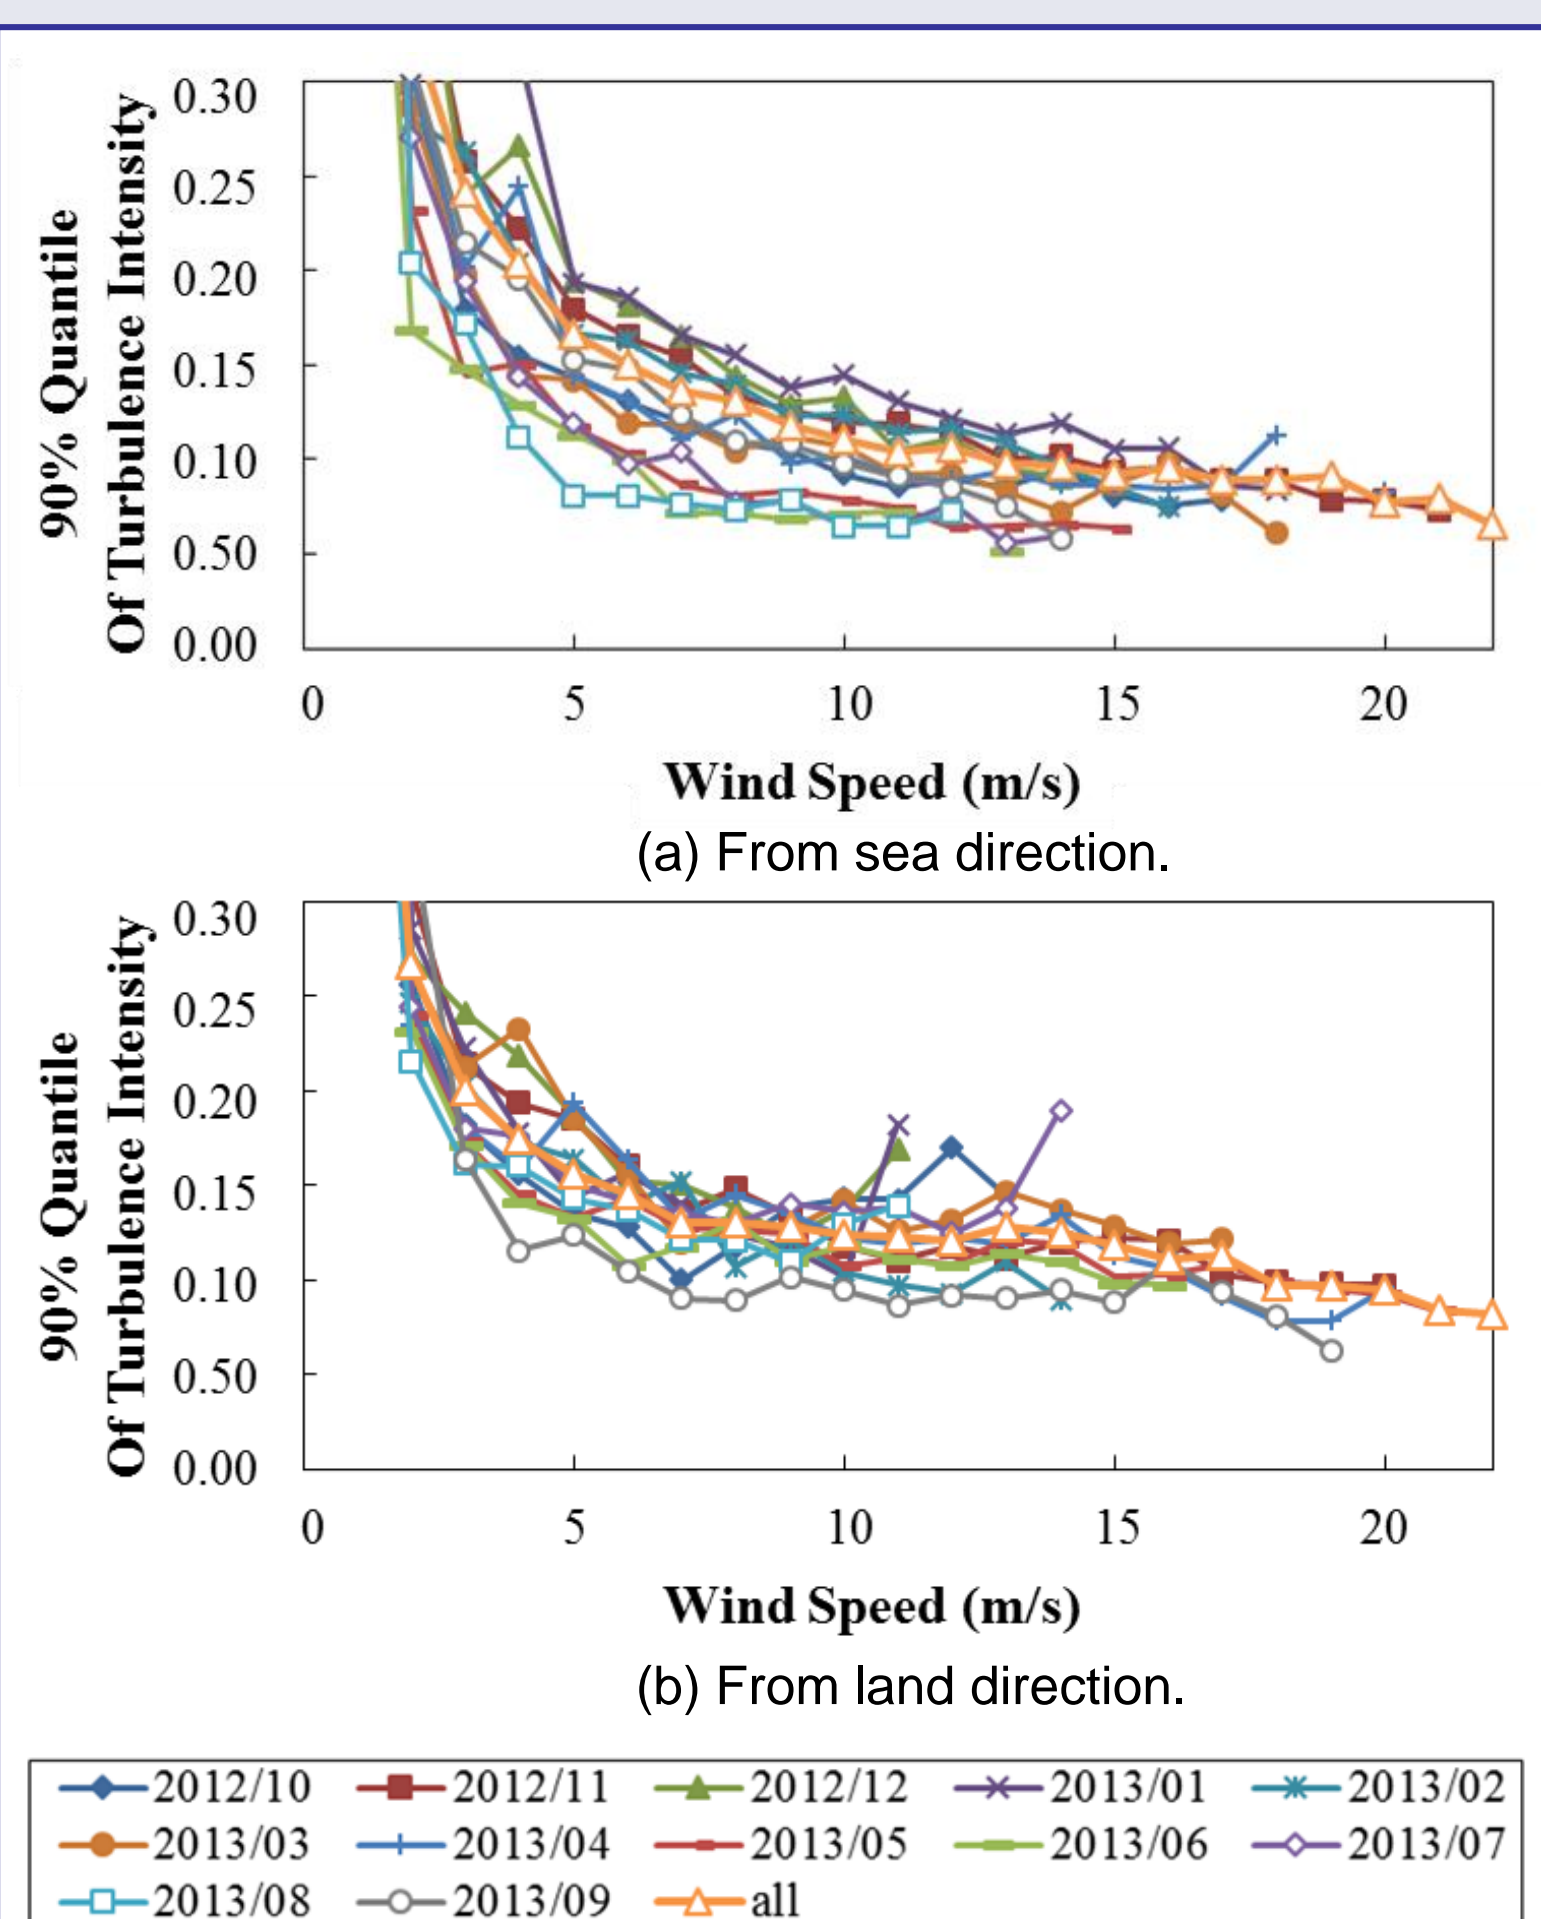 0.30
0.25
0.20
0.15
0.10
0.50
0.00
90% Quantile
Of Turbulence Intensity
0 5 10 15 20
Wind Speed (m/s)
(a) From sea direction.
0.30
0.25
0.20
0.15
0.10
0.50
0.00
90% Quantile
Of Turbulence Intensity
0 5 10 15 20
Wind Speed (m/s)
(b) From land direction.
2012/10 2012/11 2012/12 2013/01 2013/02
2013/03 2013/04 2013/05 2013/06 2013/07
2013/08 2013/09 all